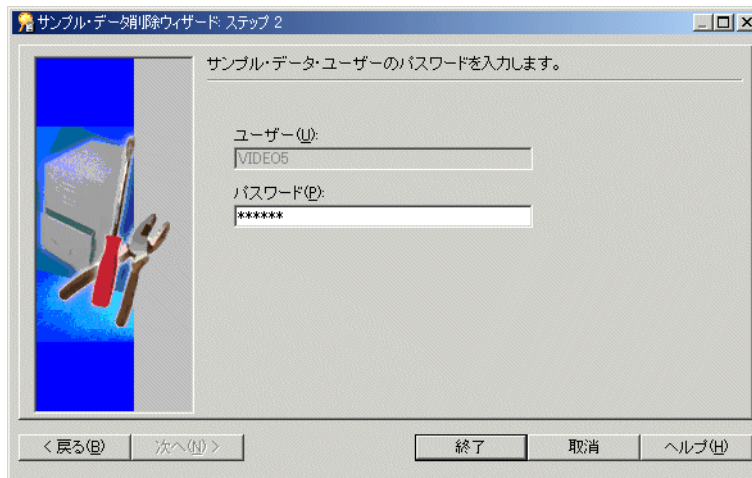 サンプル・データ削除ウィザード: ステップ 2
サンプル・データ・ユーザーのパスワードを入力します。
ユーザー(U):
VIDEO5
パスワード(P):
******
< 戻る(B)
次へ(N) >
終了
取消
ヘルプ(H)